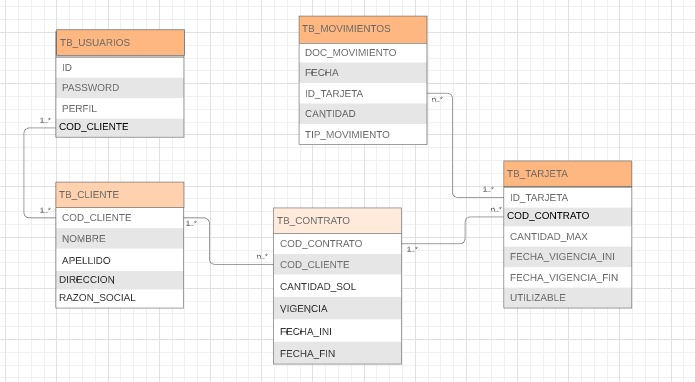 TB_USUARIOS
ID
PASSWORD
PERFIL
COD_CLIENTE
1..*
1..*
TB_CLIENTE
COD_CLIENTE
NOMBRE
APELLIDO
DIRECCION
RAZON_SOCIAL
1..*
n..*
TB_MOVIMIENTOS
DOC_MOVIMIENTO
FECHA
ID_TARJETA
CANTIDAD
TIP_MOVIMIENTO
n..*
1..*
TB_CONTRATO
COD_CONTRATO
COD_CLIENTE
CANTIDAD_SOL
VIGENCIA
FECHA_INI
FECHA_FIN
1..*
n..*
TB_TARJETA
ID_TARJETA
COD_CONTRATO
CANTIDAD_MAX
FECHA_VIGENCIA_INI
FECHA_VIGENCIA_FIN
UTILIZABLE